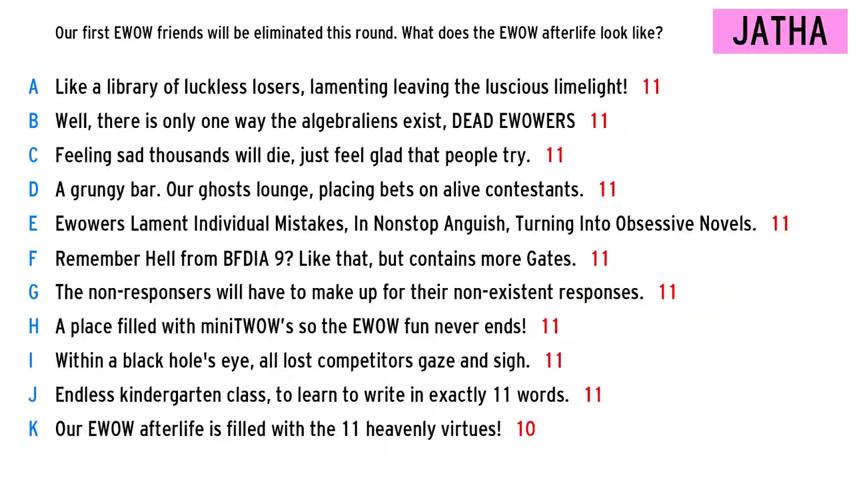 Our first EWOW friends will be eliminated this round. What does the EWOW afterlife look like?
JATHA
A Like a library of luckless losers, lamenting leaving the luscious limelight! 11
B Well, there is only one way the algebraliens exist, DEAD EWOWERS 11
C Feeling sad thousands will die, just feel glad that people try. 11
D A grungy bar. Our ghosts lounge, placing bets on alive contestants. 11
E Ewowers Lament Individual Mistakes, In Nonstop Anguish, Turning Into Obsessive Novels. 11
F Remember Hell from BFDIA 9? Like that, but contains more Gates. 11
G The non-responsers will have to make up for their non-existent responses. 11
H A place filled with miniTWOW's so the EWOW fun never ends! 11
I Within a black hole's eye, all lost competitors gaze and sigh. 11
J Endless kindergarten class, to learn to write in exactly 11 words. 11
K Our EWOW afterlife is filled with the 11 heavenly virtues! 10